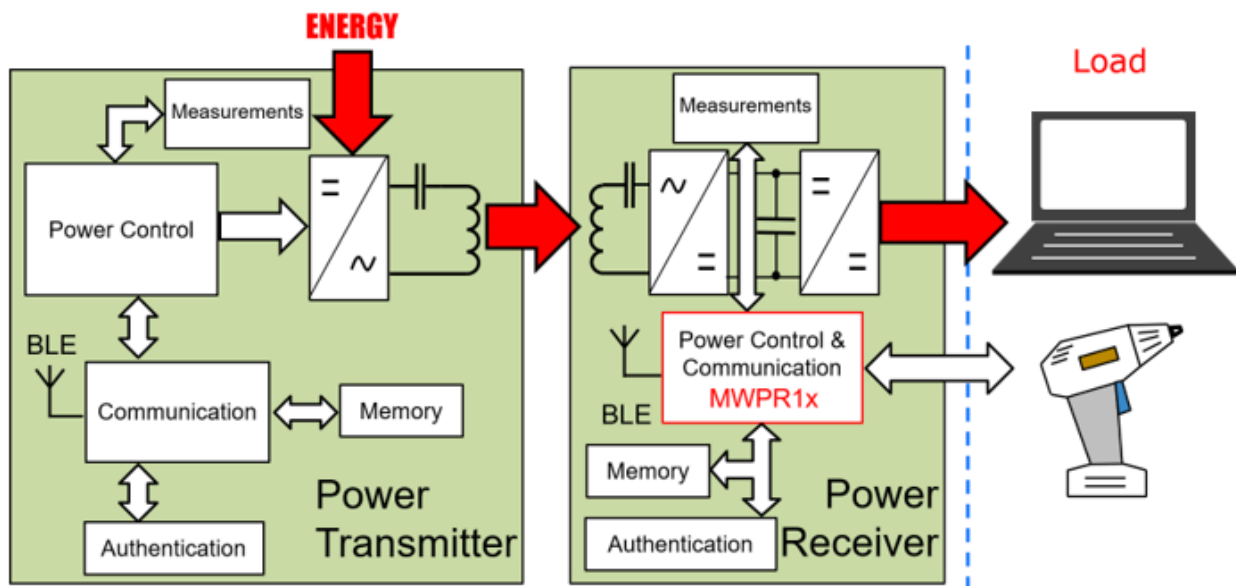 ENERGY
Measurements
Power Control
BLE
Communication
Memory
Authentication
Power
Transmitter
Measurements
Power Control &
Communication
MWPR1x
BLE
Memory
Authentication
Power
Receiver
Load